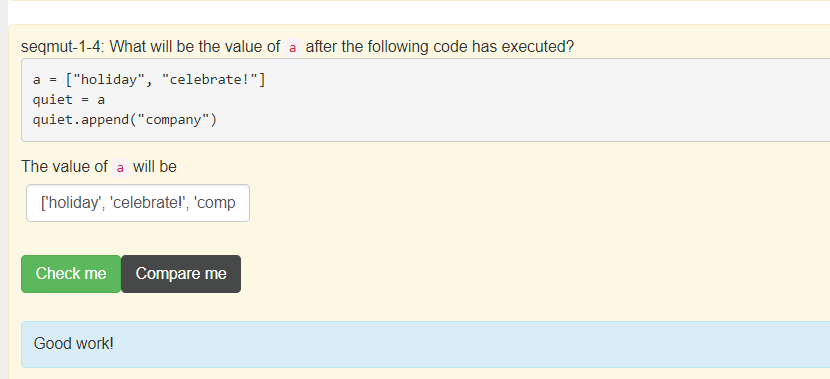 seqmut-1-4: What will be the value of a after the following code has executed?
a = ["holiday", "celebrate!"]
quiet = a
quiet.append("company")
The value of a will be
['holiday', 'celebrate!', 'comp
Check me Compare me
Good work!